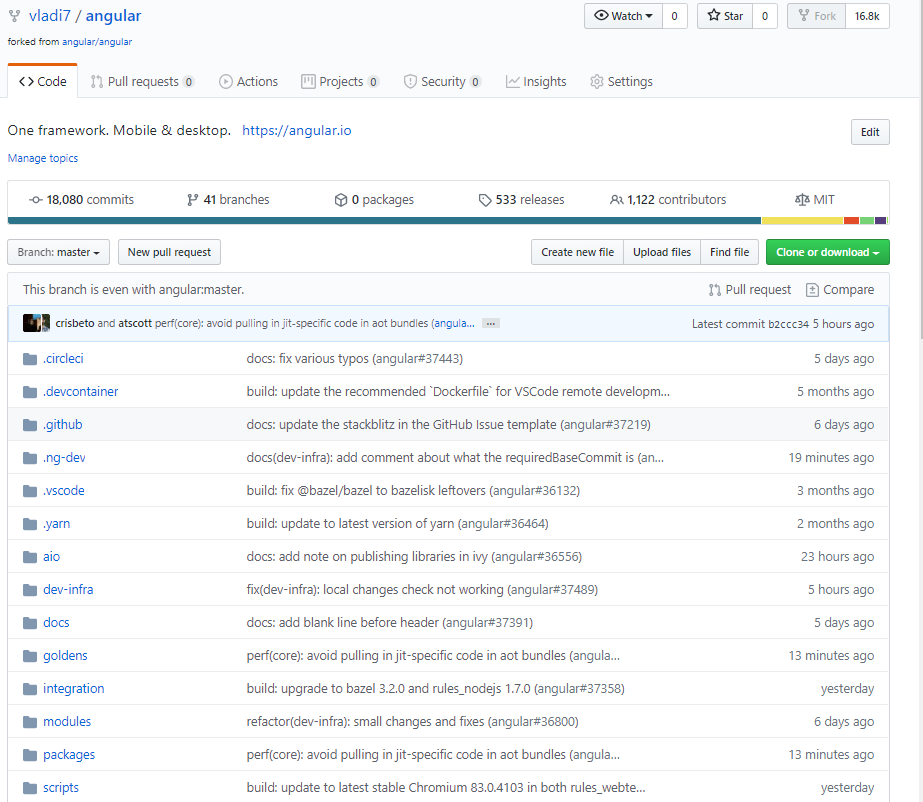 vladi7 / angular
Watch 0 Star 0 Fork 16.8k
forked from angular/angular
Code Pull requests 0 Actions Projects 0 Security 0 Insights Settings
One framework. Mobile & desktop. https://angular.io Edit
Manage topics
18,080 commits 41 branches 0 packages 533 releases 1,122 contributors MIT
Branch: master New pull request Create new file Upload files Find file Clone or download
This branch is even with angular:master. Pull request Compare
crisbeto and atscott perf(core): avoid pulling in jit-specific code in aot bundles (angula... ... Latest commit b2ccc34 5 hours ago
.circleci docs: fix various typos (angular#37443) 5 days ago
.devcontainer build: update the recommended `Dockerfile` for VSCode remote developm... 5 months ago
.github docs: update the stackblitz in the GitHub Issue template (angular#37219) 6 days ago
.ng-dev docs(dev-infra): add comment about what the requiredBaseCommit is (an... 19 minutes ago
.vscode build: fix @bazel/bazel to bazelisk leftovers (angular#36132) 3 months ago
.yarn build: update to latest version of yarn (angular#36464) 2 months ago
aio docs: add note on publishing libraries in ivy (angular#36556) 23 hours ago
dev-infra fix(dev-infra): local changes check not working (angular#37489) 5 hours ago
docs docs: add blank line before header (angular#37391) 5 days ago
goldens perf(core): avoid pulling in jit-specific code in aot bundles (angula... 13 minutes ago
integration build: upgrade to bazel 3.2.0 and rules_nodejs 1.7.0 (angular#37358) yesterday
modules refactor(dev-infra): small changes and fixes (angular#36800) 6 days ago
packages perf(core): avoid pulling in jit-specific code in aot bundles (angula... 13 minutes ago
scripts build: update to latest stable Chromium 83.0.4103 in both rules_webte... yesterday